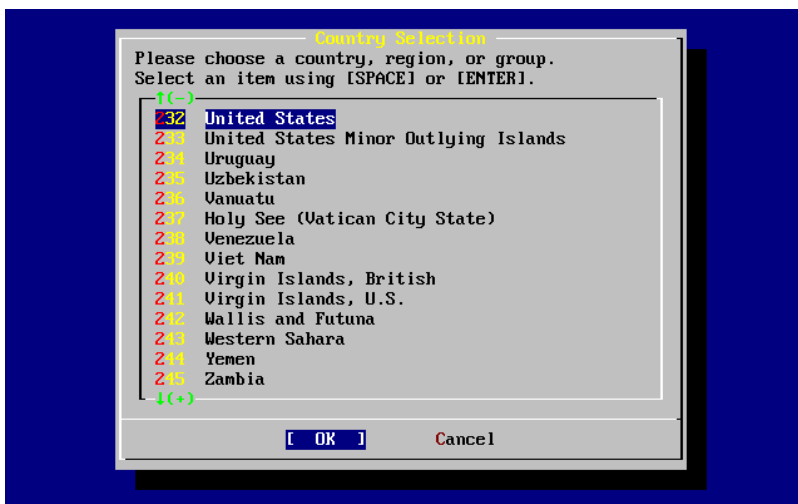 Country Selection
Please choose a country, region, or group.
Select an item using [SPACE] or [ENTER].
↑(-)
232 United States
233 United States Minor Outlying Islands
234 Uruguay
235 Uzbekistan
236 Vanuatu
237 Holy See (Vatican City State)
238 Venezuela
239 Viet Nam
240 Virgin Islands, British
241 Virgin Islands, U.S.
242 Wallis and Futuna
243 Western Sahara
244 Yemen
245 Zambia
↓(+)
[ OK ] Cancel